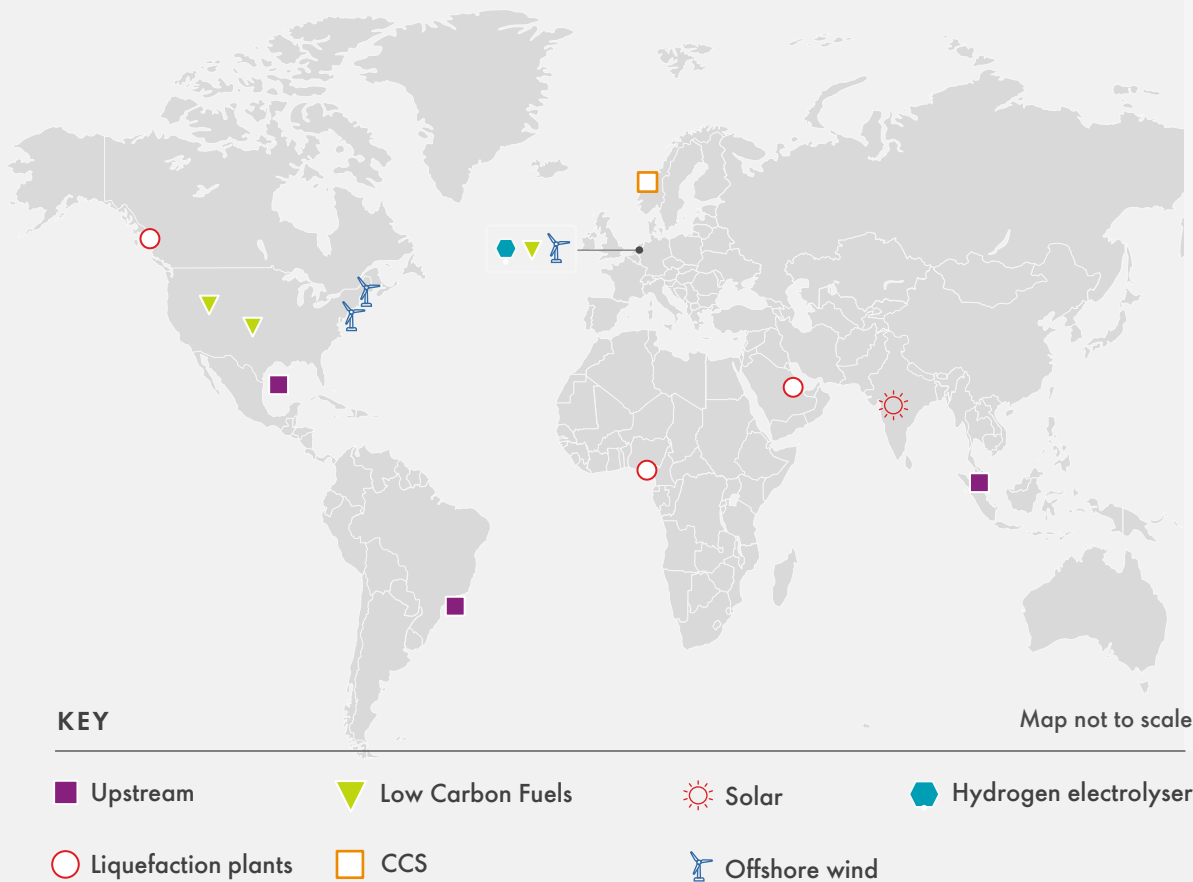 KEY
Map not to scale
Upstream
Low Carbon Fuels
Solar
Hydrogen electrolyser
Liquefaction plants
CCS
Offshore wind